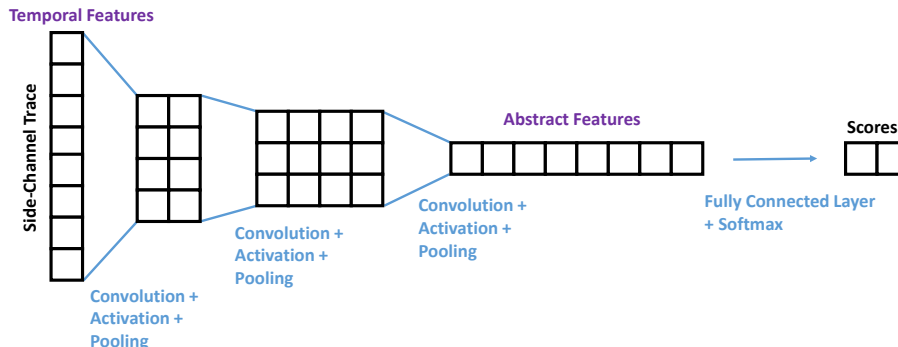 Temporal Features
Side-Channel Trace
Convolution +
Activation +
Pooling
Convolution +
Activation +
Pooling
Abstract Features
Convolution +
Activation +
Pooling
Fully Connected Layer
+ Softmax
Scores